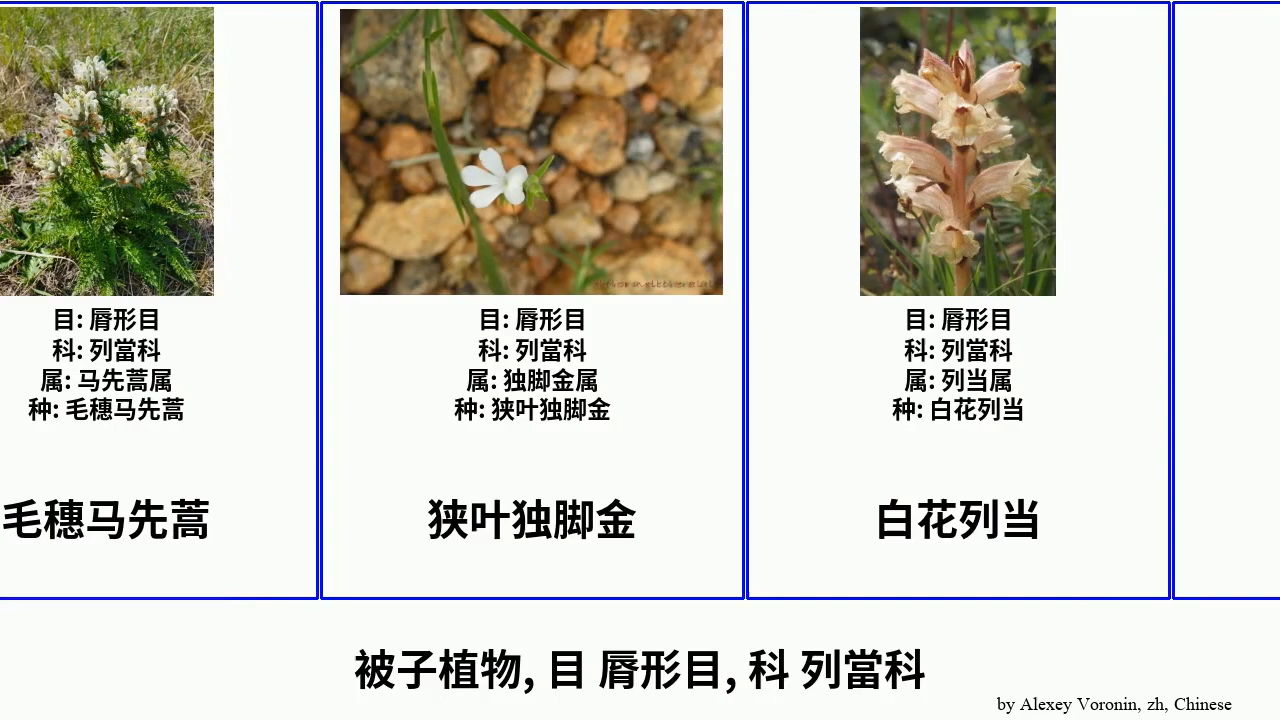 目: 脣形目
科: 列當科
属: 马先蒿属
种: 毛穗马先蒿
毛穗马先蒿
目: 脣形目
科: 列當科
属: 独脚金属
种: 狭叶独脚金
狭叶独脚金
目: 脣形目
科: 列當科
属: 列当属
种: 白花列当
白花列当
被子植物, 目 脣形目, 科 列當科
by Alexey Voronin, zh, Chinese